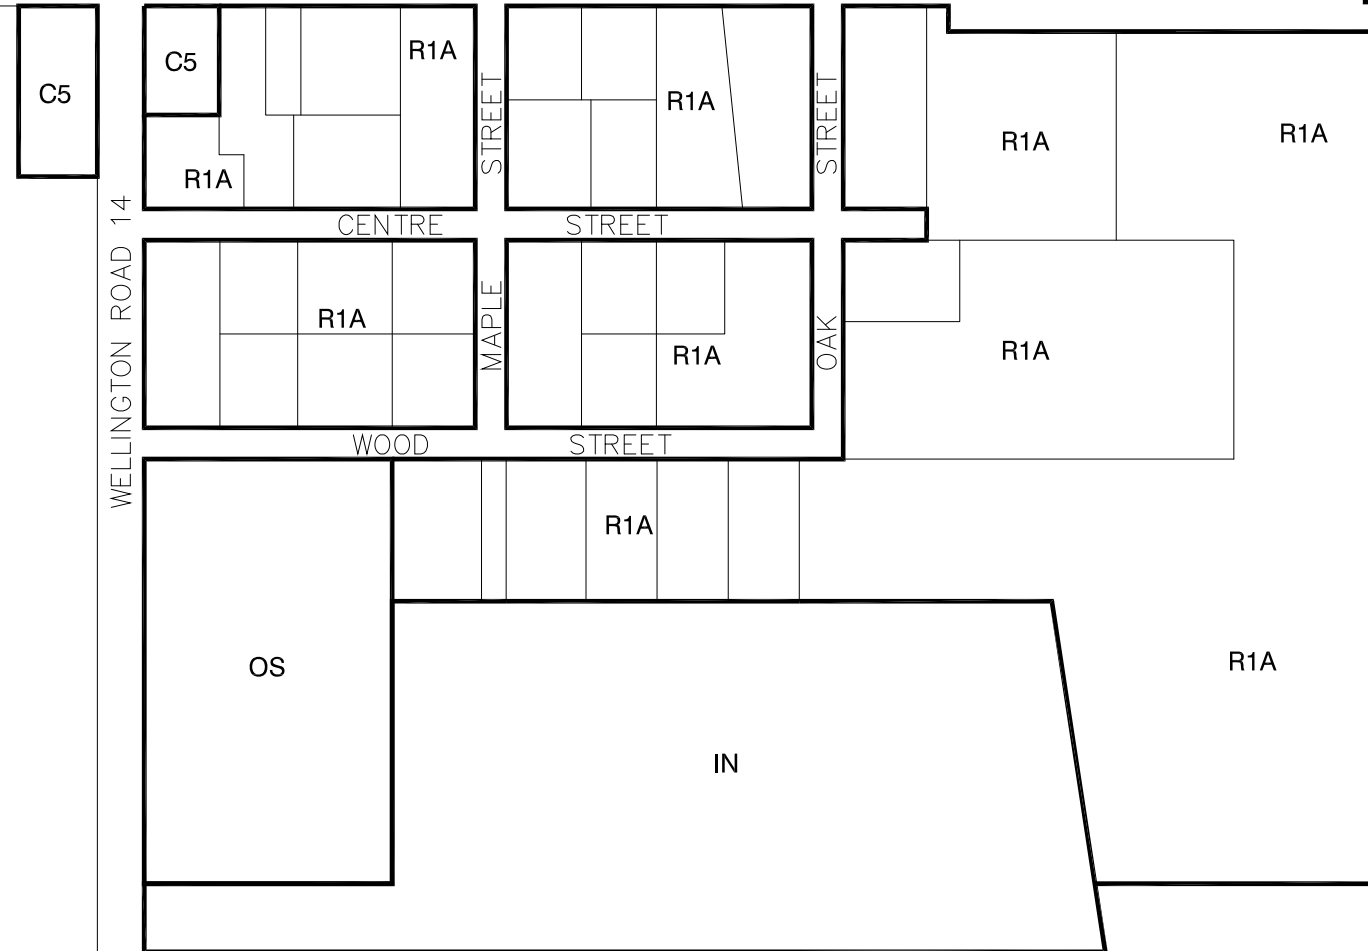 C5
C5
R1A
R1A
R1A
R1A
R1A
R1A
STREET
STREET
CENTRE STREET
WELLINGTON ROAD 14
R1A
MAPLE
R1A
OAK
R1A
WOOD STREET
R1A
OS
R1A
IN